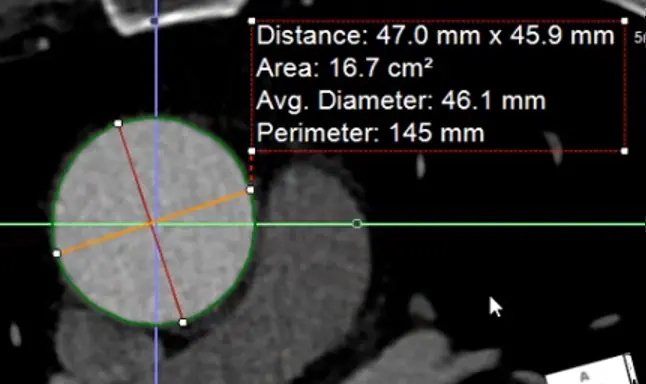 Distance: 47.0 mm x 45.9 mm
Area: 16.7 cm²
Avg. Diameter: 46.1 mm
Perimeter: 145 mm
A